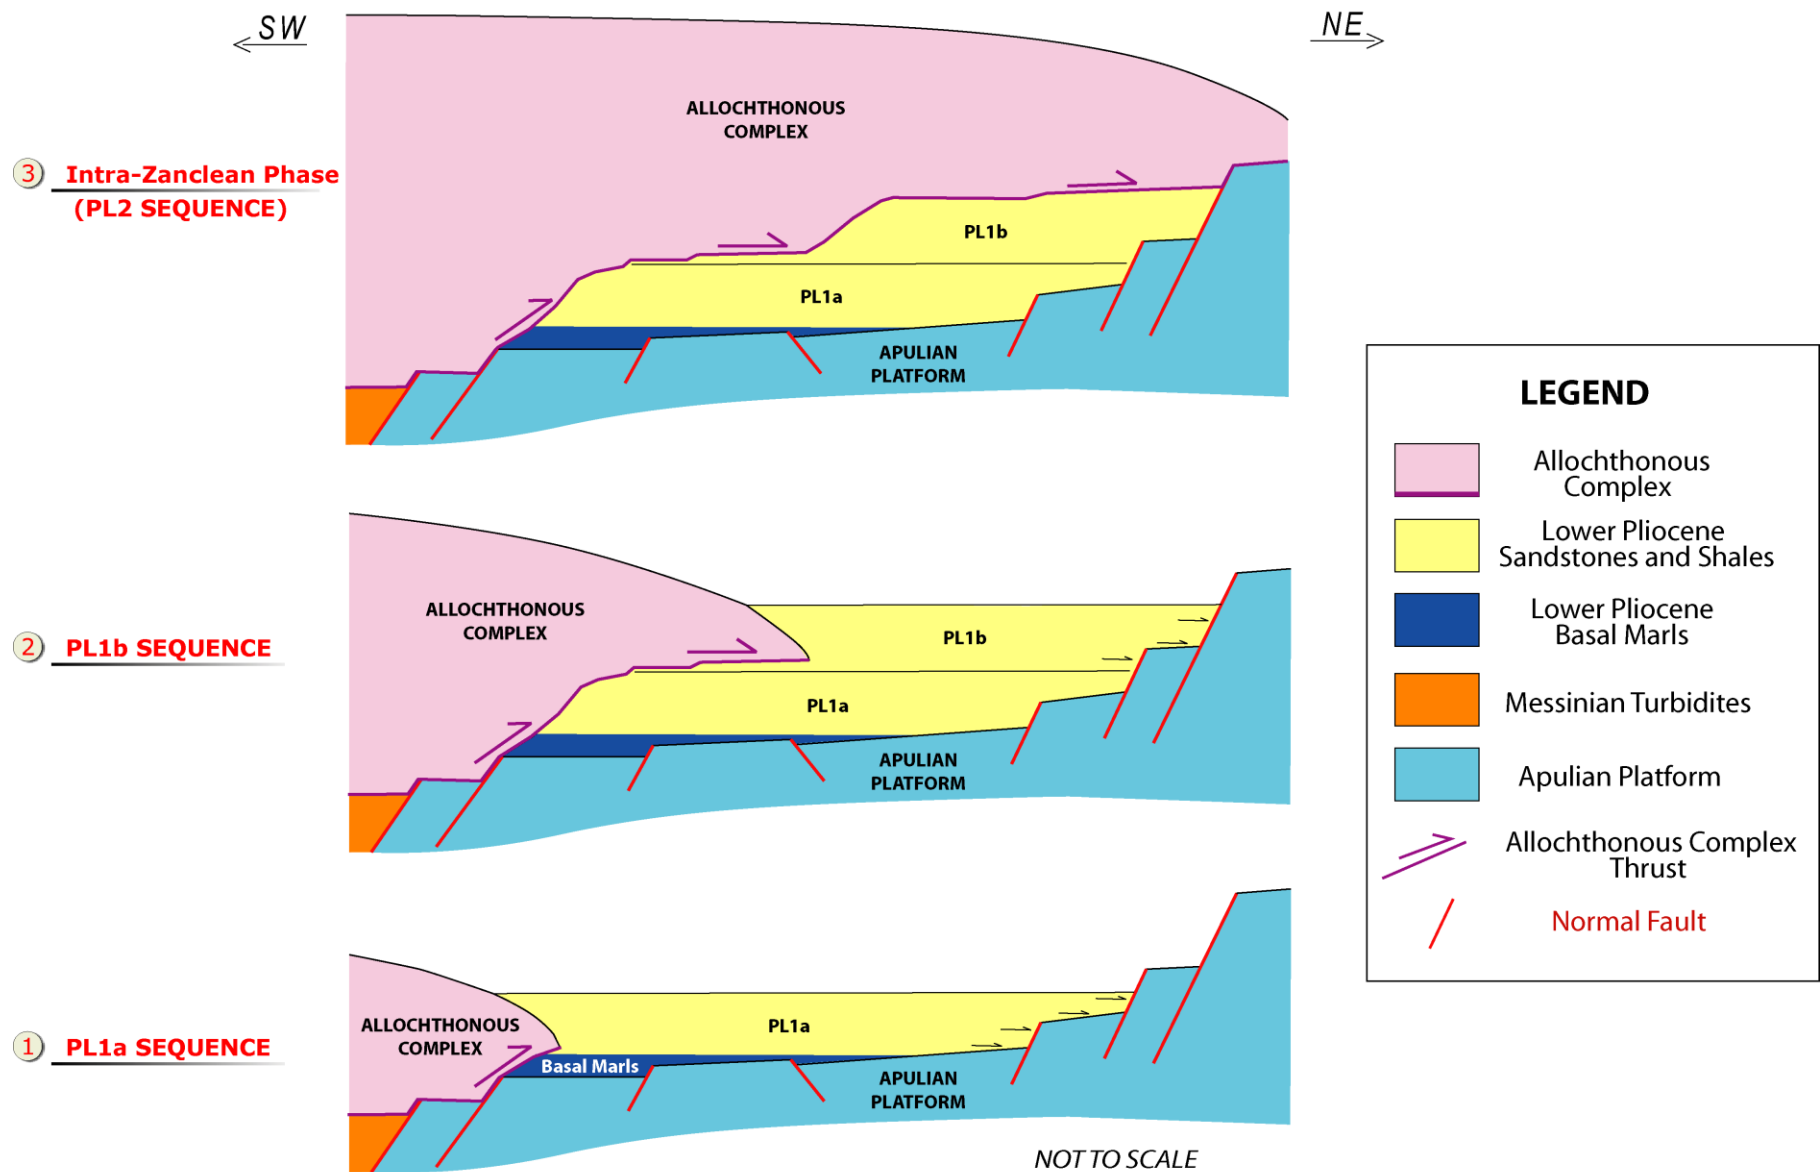 SW
NE
ALLOCHTHONOUS
COMPLEX
3 Intra-Zanclean Phase
(PL2 SEQUENCE)
PL1b
PL1a
APULIAN
PLATFORM
ALLOCHTHONOUS
COMPLEX
2 PL1b SEQUENCE
PL1b
PL1a
APULIAN
PLATFORM
1 PL1a SEQUENCE
ALLOCHTHONOUS
COMPLEX
PL1a
Basal Marls
APULIAN
PLATFORM
NOT TO SCALE
LEGEND
Allochthonous
Complex
Lower Pliocene
Sandstones and Shales
Lower Pliocene
Basal Marls
Messinian Turbidites
Apulian Platform
Allochthonous Complex
Thrust
Normal Fault